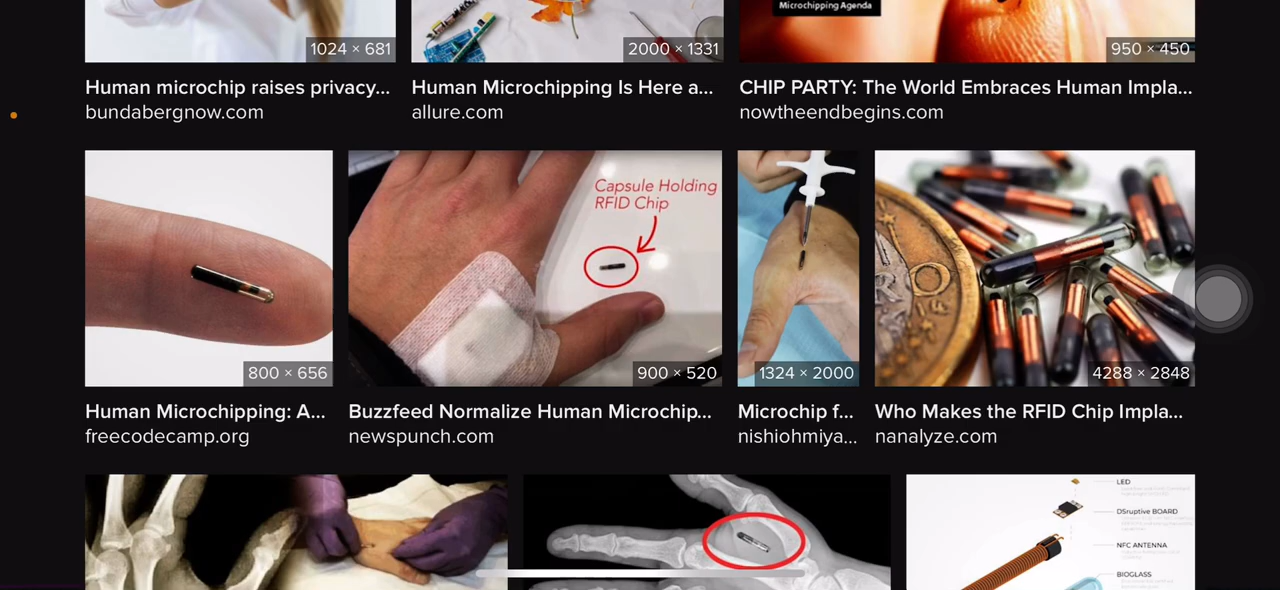 Microchipping Agenda
1024 × 681
2000 × 1331
950 × 450
Human microchip raises privacy...
bundabergnow.com
Human Microchipping Is Here a...
allure.com
CHIP PARTY: The World Embraces Human Impla...
nowtheendbegins.com
Capsule Holding
RFID Chip
800 × 656
900 × 520
1324 × 2000
4288 × 2848
Human Microchipping: A...
freecodecamp.org
Buzzfeed Normalize Human Microchip...
newspunch.com
Microchip f...
nishiohmiya...
Who Makes the RFID Chip Impla...
nanalyze.com
LED
DSruptive BOARD
NFC ANTENNA
BIOGLASS